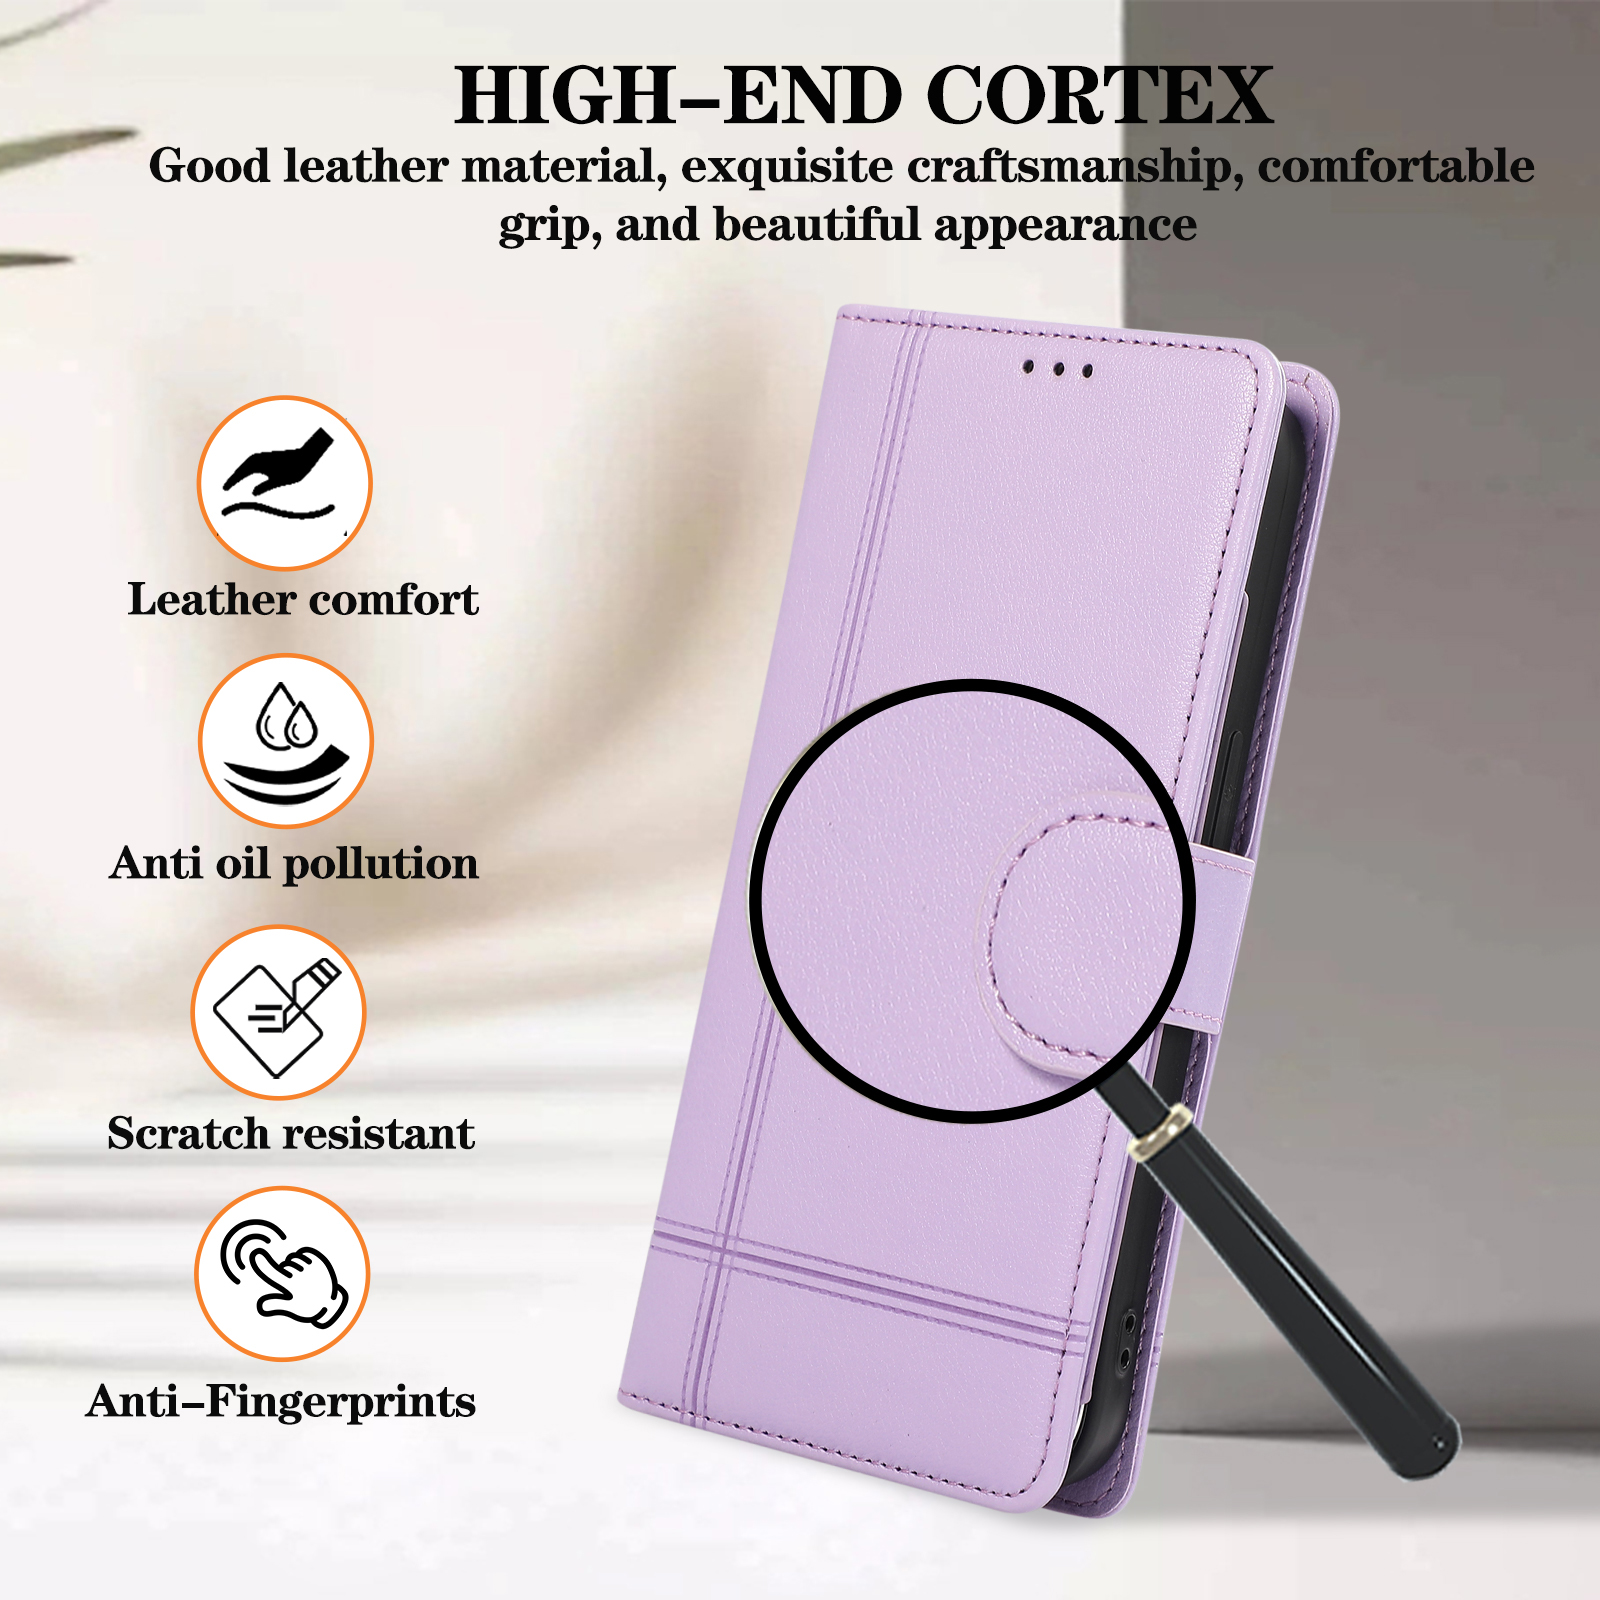 HIGH-END CORTEX
Good leather material, exquisite craftsmanship, comfortable
grip, and beautiful appearance
Leather comfort
Anti oil pollution
Scratch resistant
Anti-Fingerprints